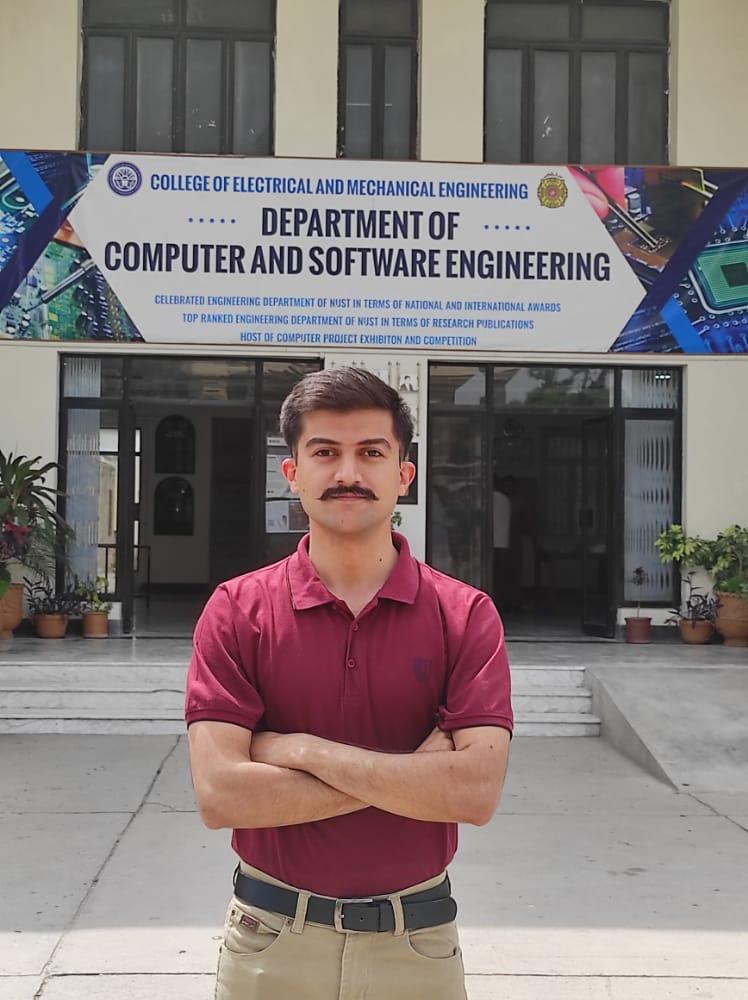 COLLEGE OF ELECTRICAL AND MECHANICAL ENGINEERING
DEPARTMENT OF
COMPUTER AND SOFTWARE ENGINEERING
CELEBRATED ENGINEERING DEPARTMENT OF NUST IN TERMS OF NATIONAL AND INTERNATIONAL AWARDS
TOP RANKED ENGINEERING DEPARTMENT OF NUST IN TERMS OF RESEARCH PUBLICATIONS
HOST OF COMPUTER PROJECT EXHIBITON AND COMPETITION